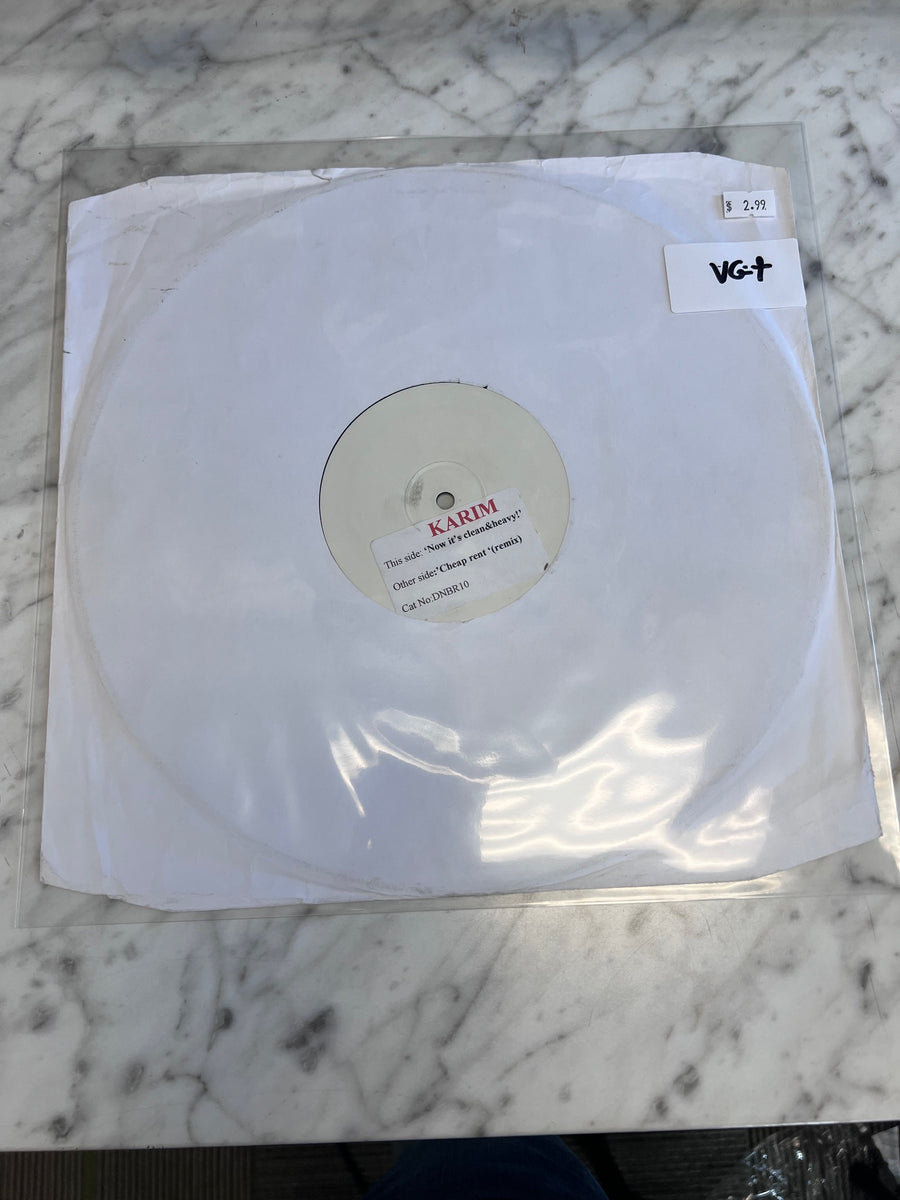 $ 2.99
VG+
KARIM
This side: 'Now it's clean&heavy!'
Other side:'Cheap rent '(remix)
Cat No:DNBR10